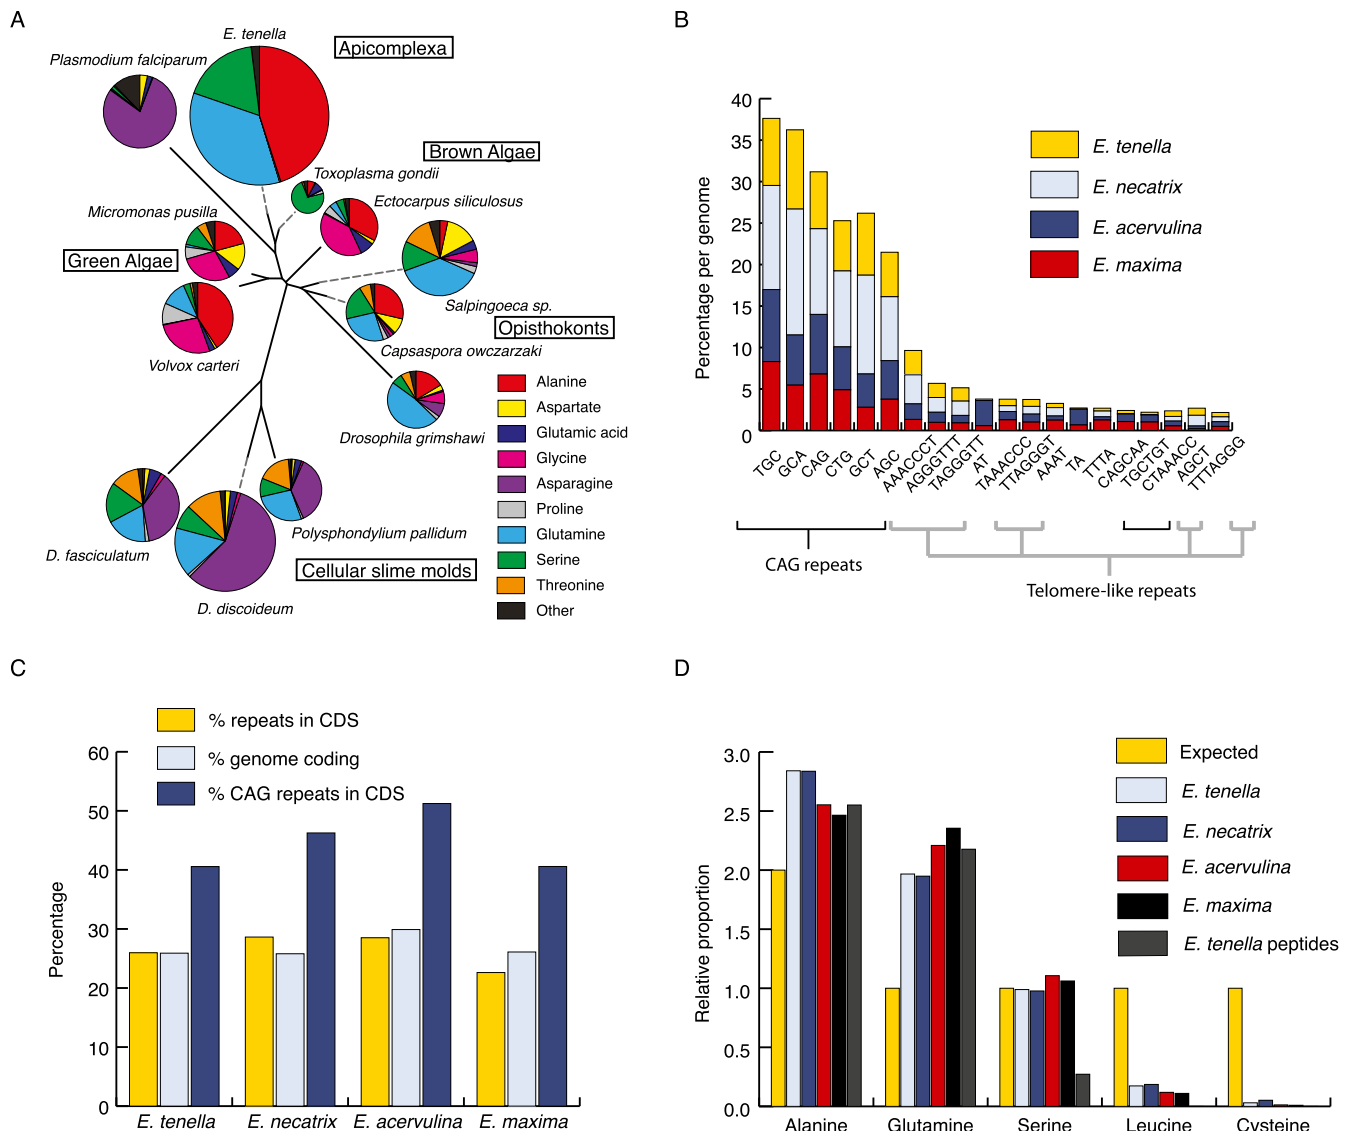 A
E. tenella
Apicomplexa
Plasmodium falciparum
Brown Algae
Toxoplasma gondii
Ectocarpus siliculosus
Micromonas pusilla
Green Algae
Salpingoeca sp.
Opisthokonts
Capsaspora owczarzaki
Volvox carteri
Drosophila grimshawi
Alanine
Aspartate
Glutamic acid
Glycine
Asparagine
Proline
Glutamine
Serine
Threonine
Other
Polysphondylium pallidum
D. fasciculatum
Cellular slime molds
D. discoideum
B
Percentage per genome
40
35
30
25
20
15
10
5
0
E. tenella
E. necatrix
E. acervulina
E. maxima
TGC
GCA
CAG
CTG
GCT
AGC
AACCCT
AGGGTTT
TAGGGTT
AT
TAAACCC
TTAGGGT
AAAT
TA
TTTA
CAGCAA
TGCTGT
CTAAACC
AGCT
TTTAGGG
CAG repeats
Telomere-like repeats
C
% repeats in CDS
% genome coding
% CAG repeats in CDS
Percentage
60
50
40
30
20
10
0
E. tenella
E. necatrix
E. acervulina
E. maxima
D
Relative proportion
3.0
2.5
2.0
1.5
1.0
0.5
0.0
Expected
E. tenella
E. necatrix
E. acervulina
E. maxima
E. tenella peptides
Alanine
Glutamine
Serine
Leucine
Cysteine